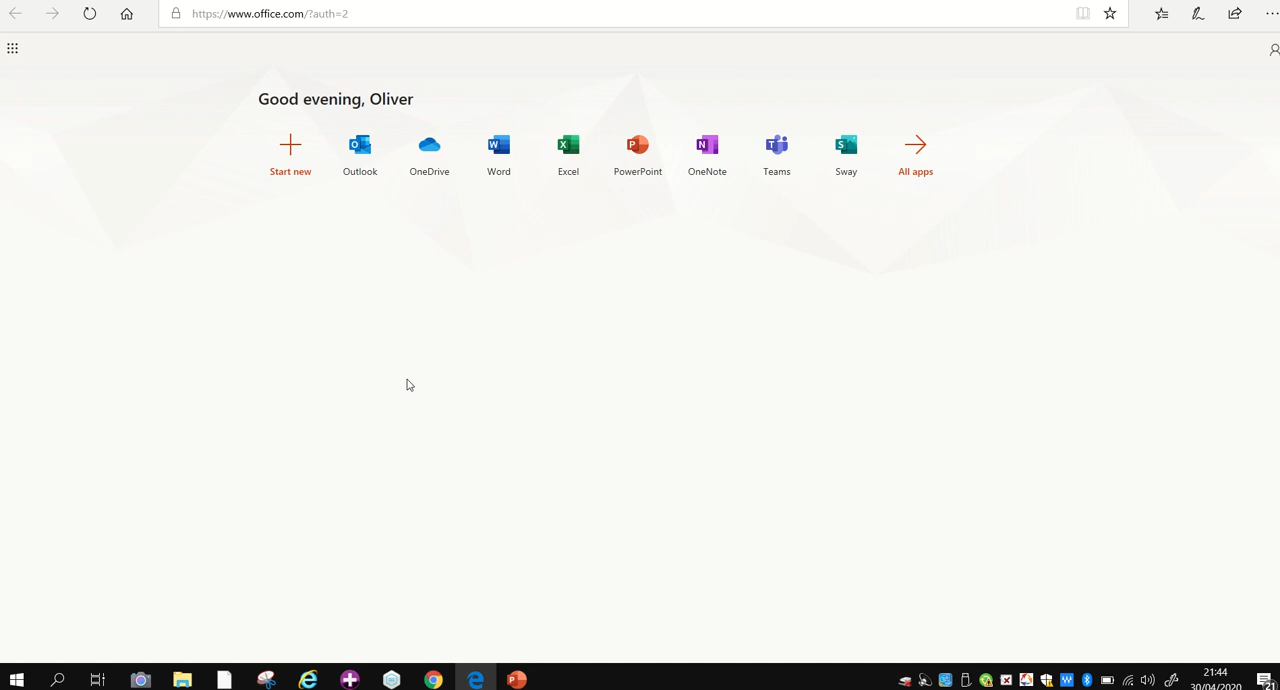 https://www.office.com/?auth=2
Good evening, Oliver
Start new
Outlook
OneDrive
Word
Excel
PowerPoint
OneNote
Teams
Sway
All apps
21:44
30/04/2020
21